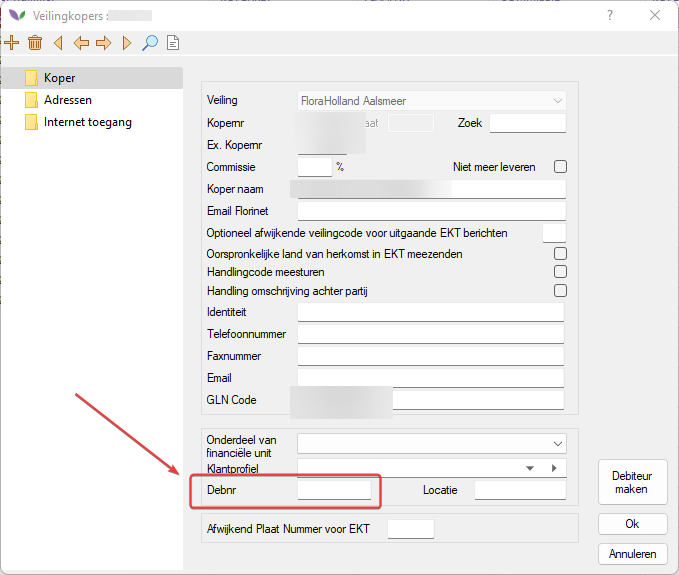 Veilingkopers :
?
Koper
Adressen
Internet toegang
Veiling FloraHolland Aalsmeer
Kopernr aat Zoek
Ex. Kopernr
Commissie % Niet meer leveren
Koper naam
Email Florinet
Optioneel afwijkende veilingcode voor uitgaande EKT berichten
Oorspronkelijke land van herkomst in EKT meezenden
Handlingcode meesturen
Handling omschrijving achter partij
Identiteit
Telefoonnummer
Faxnummer
Email
GLN Code
Onderdeel van
financiële unit
Klantprofiel
Debnr Locatie
Afwijkend Plaat Nummer voor EKT
Debiteur
maken
Ok
Annuleren